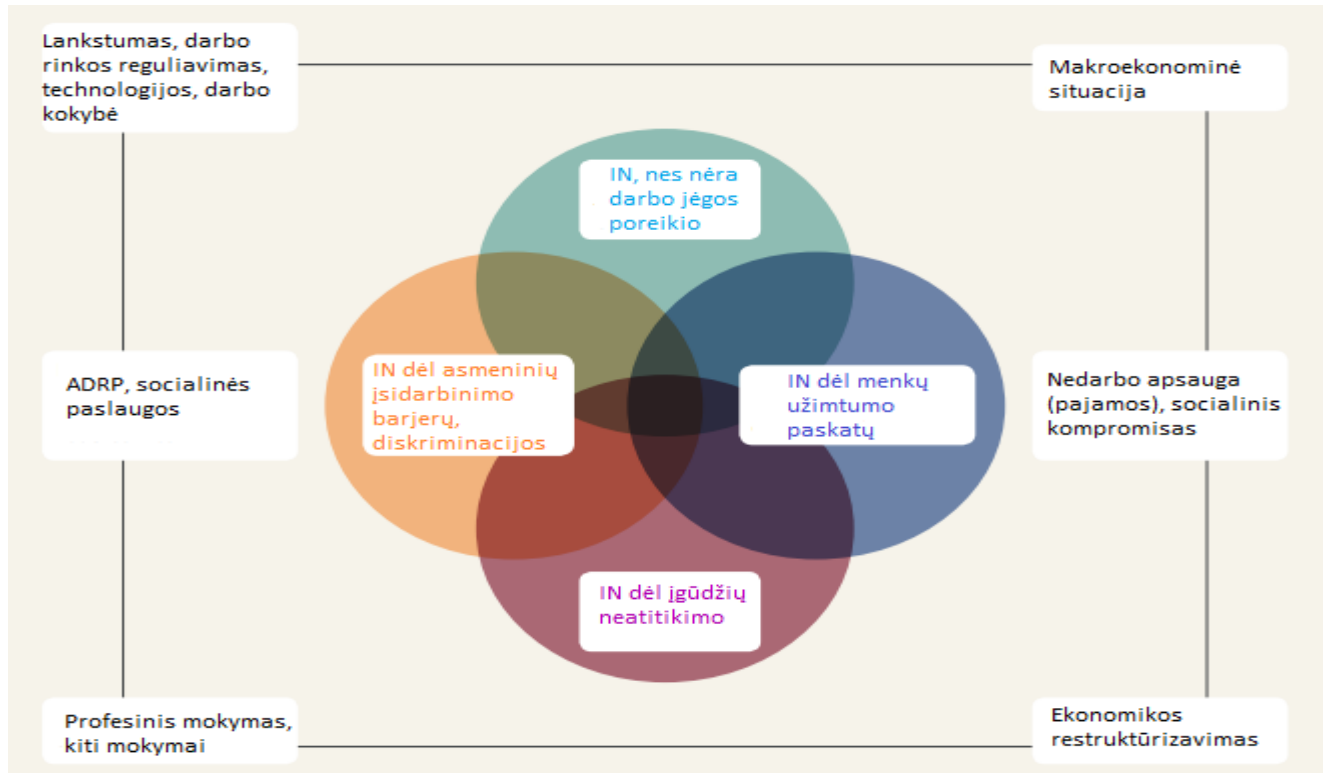 Lankstumas, darbo
rinkos reguliavimas,
technologijos, darbo
kokybė
Makroekonominė
situacija
IN, nes nėra
darbo jėgos
poreikio
ADRP, socialinės
paslaugos
IN dėl asmeninių
įsidarbinimo
barjerų,
diskriminacijos
IN dėl menkų
užimtumo
paskatų
Nedarbo apsauga
(pajamos), socialinis
kompromisas
IN dėl įgūdžių
neatitikimo
Profesinis mokymas,
kiti mokymai
Ekonomikos
restruktūrizavimas